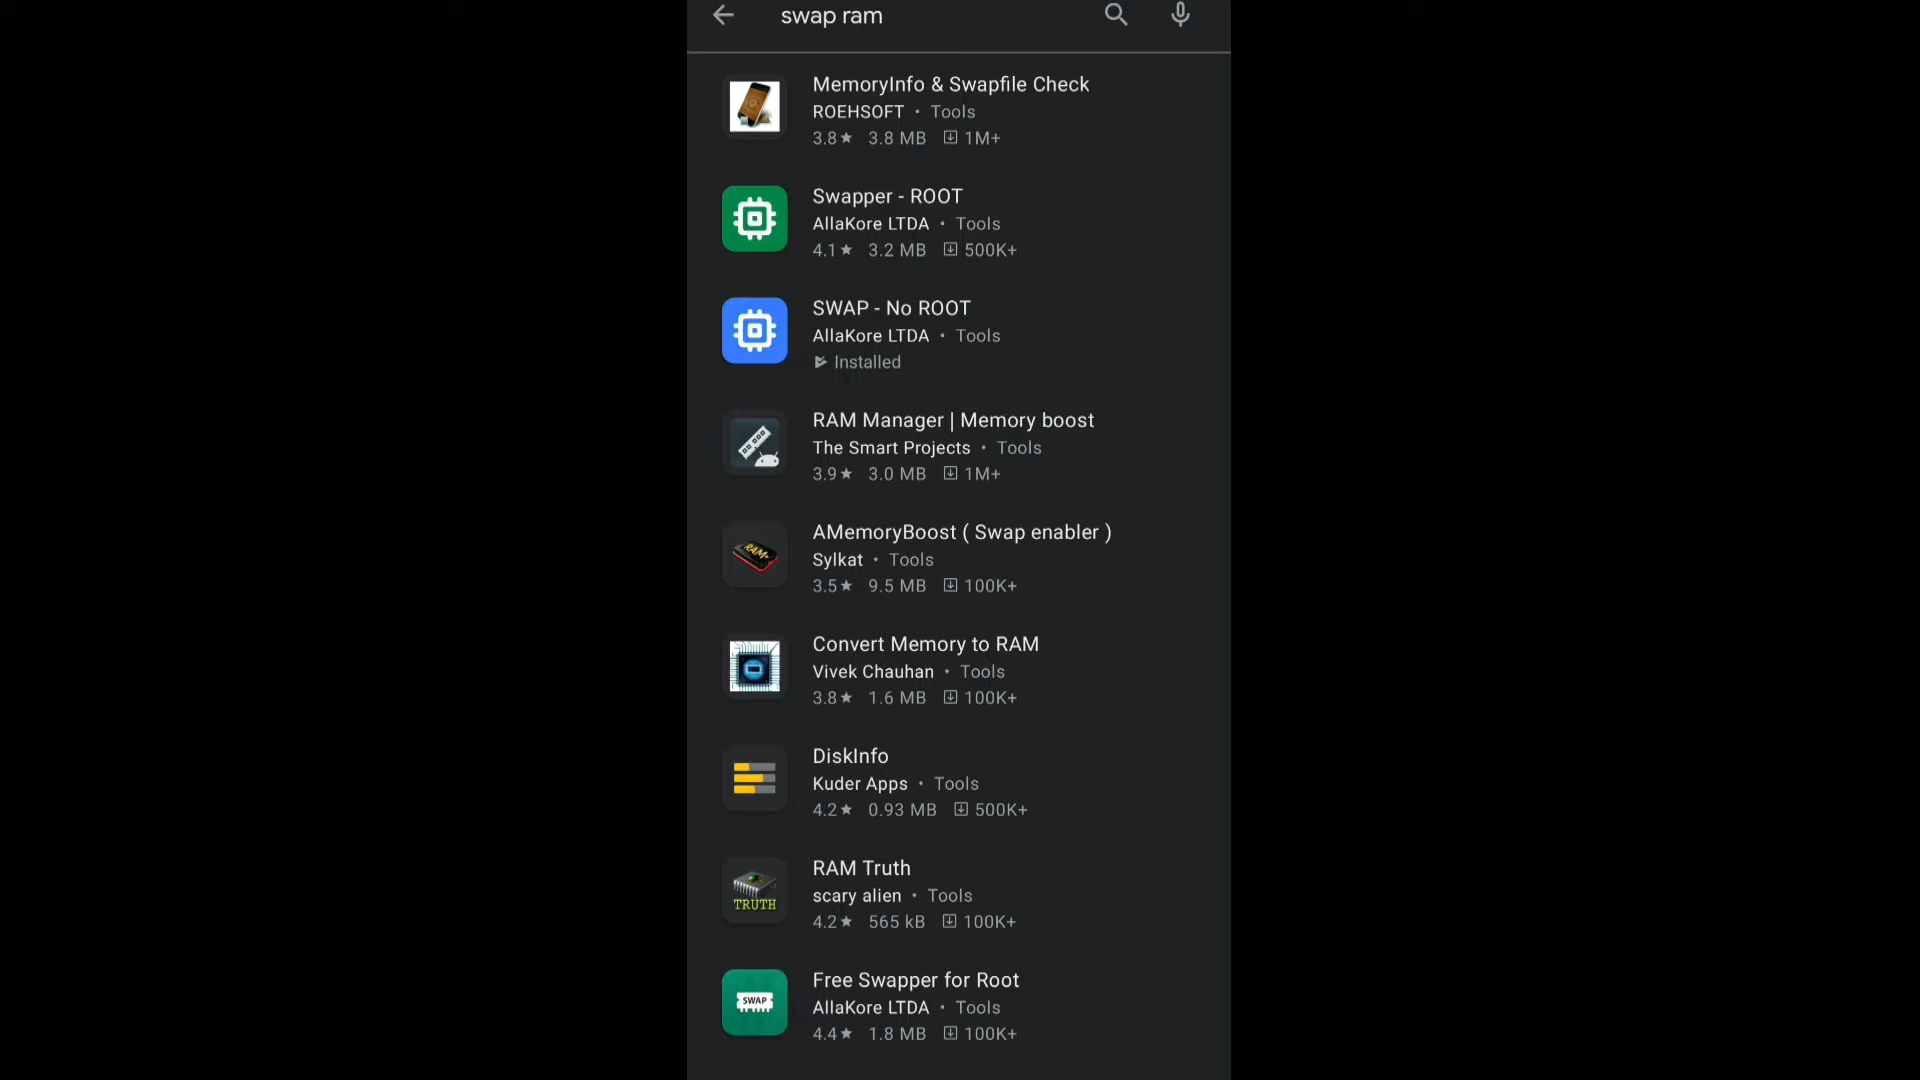 swap ram
MemoryInfo & Swapfile Check
ROEHSOFT • Tools
3.8★ 3.8 MB 1M+
Swapper - ROOT
AllaKore LTDA • Tools
4.1★ 3.2 MB 500K+
SWAP - No ROOT
AllaKore LTDA • Tools
Installed
RAM Manager | Memory boost
The Smart Projects • Tools
3.9★ 3.0 MB 1M+
RAM+
AMemoryBoost ( Swap enabler )
Sylkat • Tools
3.5★ 9.5 MB 100K+
Convert Memory to RAM
Vivek Chauhan • Tools
3.8★ 1.6 MB 100K+
DiskInfo
Kuder Apps • Tools
4.2★ 0.93 MB 500K+
TRUTH
RAM Truth
scary alien • Tools
4.2★ 565 kB 100K+
SWAP
Free Swapper for Root
AllaKore LTDA • Tools
4.4★ 1.8 MB 100K+